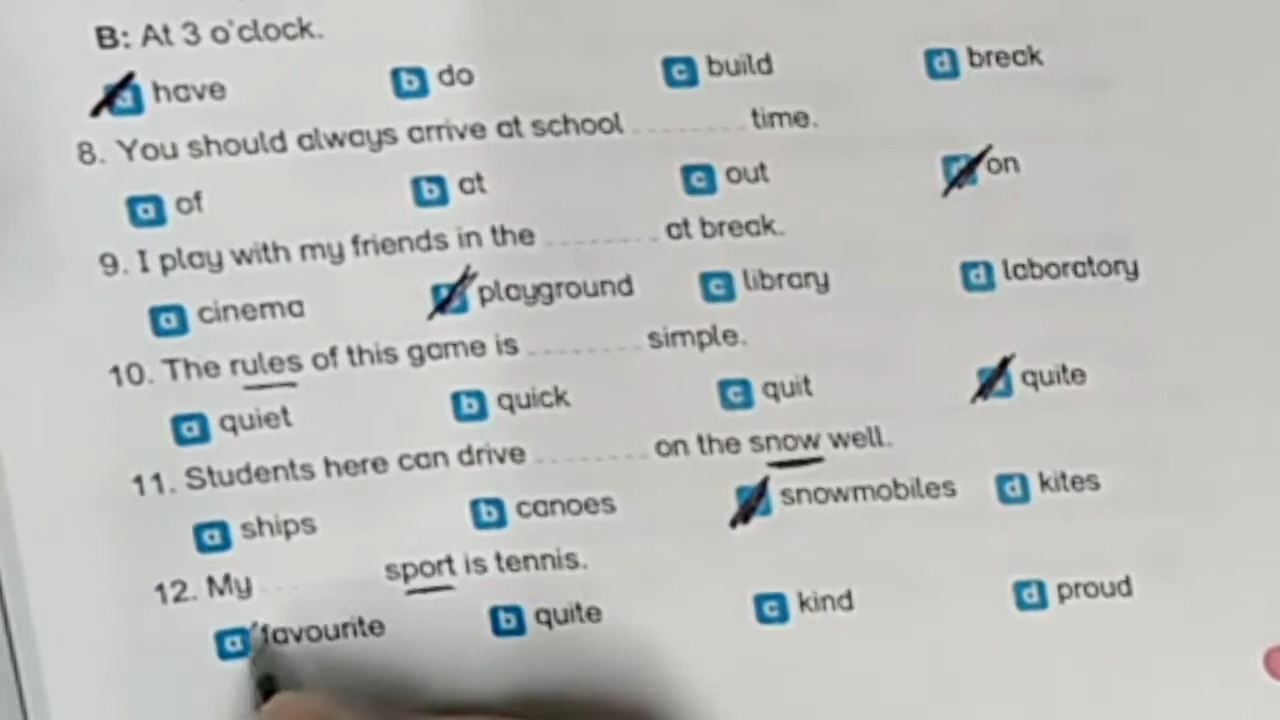 B: At 3 o'clock.
a have b do c build d break
8. You should always arrive at school ........ time.
a of b at c out d on
9. I play with my friends in the ........ at break.
a cinema b playground c library d laboratory
10. The rules of this game is ........ simple.
a quiet b quick c quit d quite
11. Students here can drive ........ on the snow well.
a ships b canoes c snowmobiles d kites
12. My ........ sport is tennis.
a favourite b quite c kind d proud